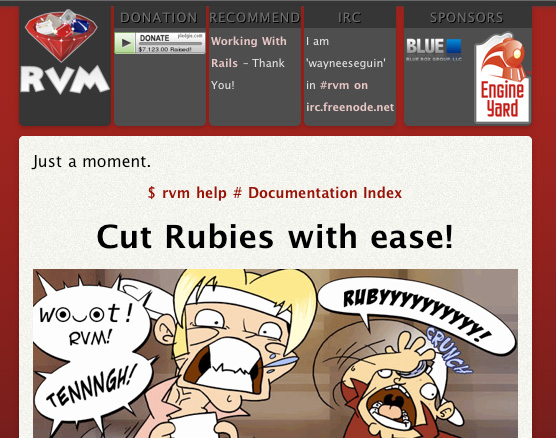 DONATION
RECOMMEND
IRC
SPONSORS
RVM
DONATE
pledgie.com
$7,123.00 Raised!
Working With
Rails – Thank
You!
I am
'wayneeseguin'
in #rvm on
irc.freenode.net
BLUE
BLUE BOX GROUP, LLC
Engine
Yard
Just a moment.
$ rvm help # Documentation Index
Cut Rubies with ease!
w◕‿◕t!
RVM!
TENNNGH!
RUBYYYYYYYYYY!
CRUNCH